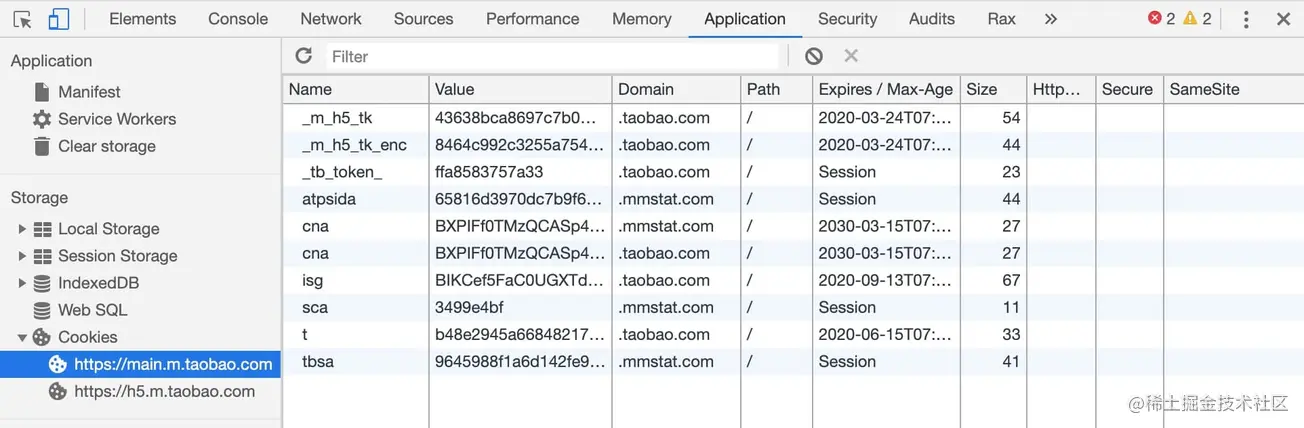 Elements Console Network Sources Performance Memory Application Security Audits Rax » 2 2
Application
Manifest
Service Workers
Clear storage
Storage
Local Storage
Session Storage
IndexedDB
Web SQL
Cookies
https://main.m.taobao.com
https://h5.m.taobao.com
Filter
Name Value Domain Path Expires / Max-Age Size Http... Secure SameSite
_m_h5_tk 43638bca8697c7b0... .taobao.com / 2020-03-24T07:... 54
_m_h5_tk_enc 8464c992c3255a754... .taobao.com / 2020-03-24T07:... 44
_tb_token_ ffa8583757a33 .taobao.com / Session 23
atpsida 65816d3970dc7b9f6... .mmstat.com / Session 44
cna BXPIFf0TMzQCASp4... .mmstat.com / 2030-03-15T07:... 27
cna BXPIFf0TMzQCASp4... .taobao.com / 2030-03-15T07:... 27
isg BIKCef5FaC0UGXTd... .taobao.com / 2020-09-13T07:... 67
sca 3499e4bf .mmstat.com / Session 11
t b48e2945a66848217... .taobao.com / 2020-06-15T07:... 33
tbsa 9645988f1a6d142fe9... .mmstat.com / Session 41
@稀土掘金技术社区